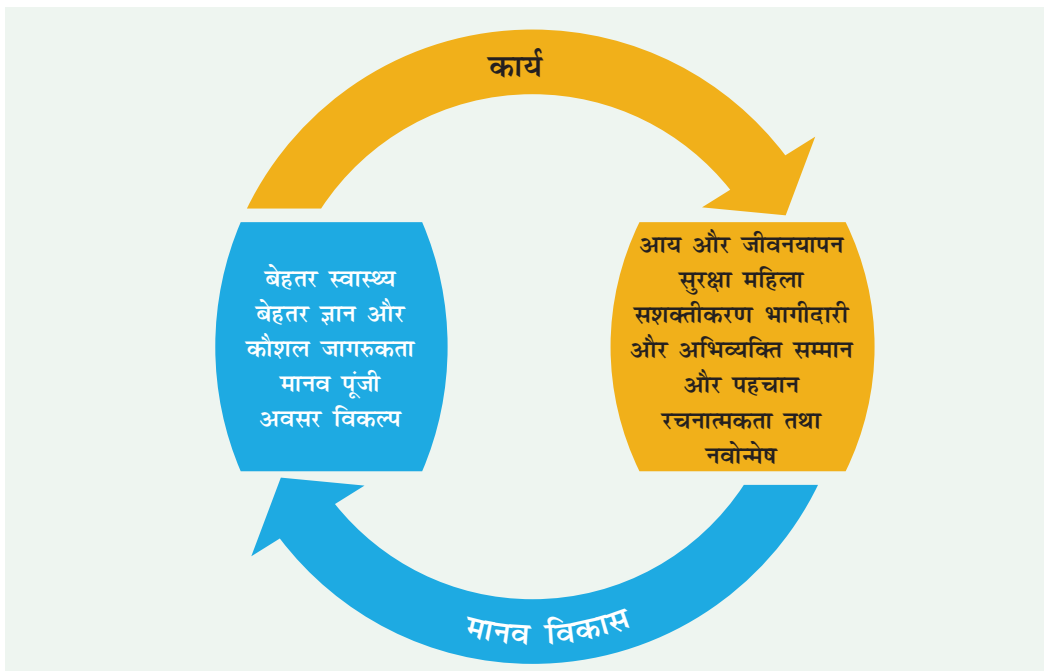 कार्य
बेहतर स्वास्थ्य
बेहतर ज्ञान और
कौशल जागरुकता
मानव पूंजी
अवसर विकल्प
आय और जीवनयापन
सुरक्षा महिला
सशक्तीकरण भागीदारी
और अभिव्यक्ति सम्मान
और पहचान
रचनात्मकता तथा
नवोन्मेष
मानव विकास